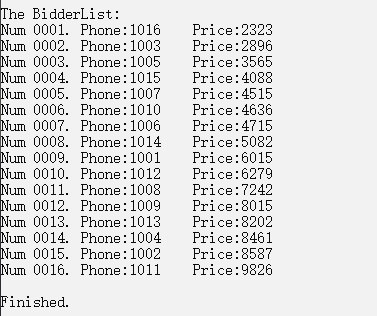 The BidderList:
Num 0001. Phone:1016    Price:2323
Num 0002. Phone:1003    Price:2896
Num 0003. Phone:1005    Price:3565
Num 0004. Phone:1015    Price:4088
Num 0005. Phone:1007    Price:4515
Num 0006. Phone:1010    Price:4636
Num 0007. Phone:1006    Price:4715
Num 0008. Phone:1014    Price:5082
Num 0009. Phone:1001    Price:6015
Num 0010. Phone:1012    Price:6279
Num 0011. Phone:1008    Price:7242
Num 0012. Phone:1009    Price:8015
Num 0013. Phone:1013    Price:8202
Num 0014. Phone:1004    Price:8461
Num 0015. Phone:1002    Price:8587
Num 0016. Phone:1011    Price:9826
Finished.